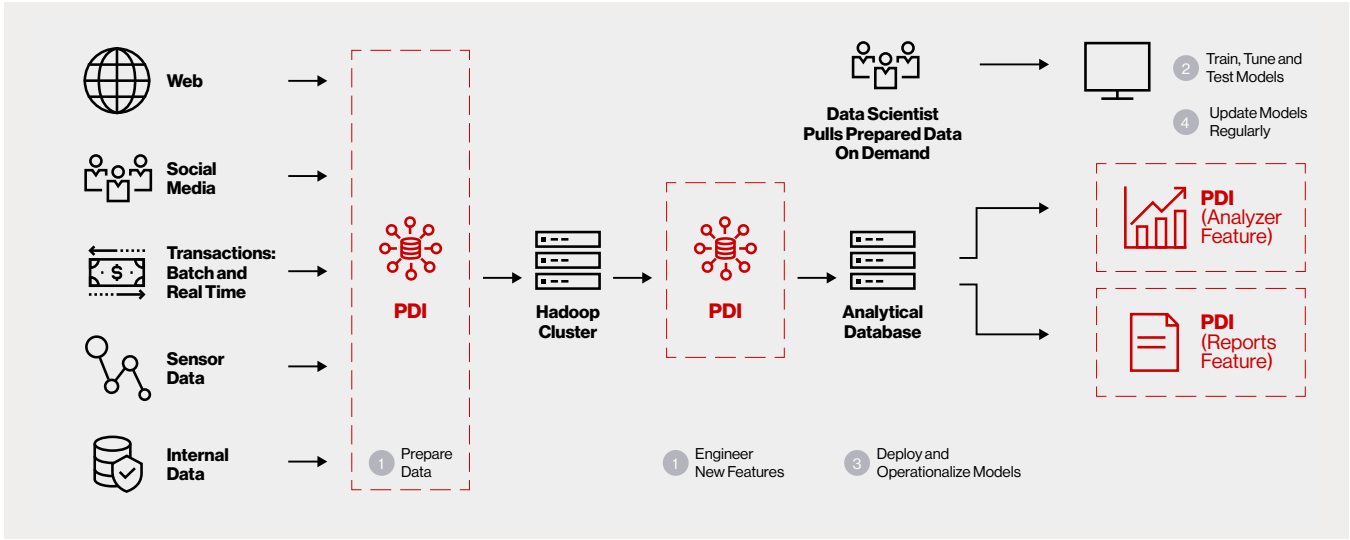 Web
Social
Media
Transactions:
Batch and
Real Time
$
Sensor
Data
Internal
Data
PDI
1
Prepare
Data
Hadoop
Cluster
PDI
1
Engineer
New Features
Analytical
Database
3
Deploy and
Operationalize Models
Data Scientist
Pulls Prepared Data
On Demand
2
Train, Tune and
Test Models
4
Update Models
Regularly
PDI
(Analyzer
Feature)
PDI
(Reports
Feature)